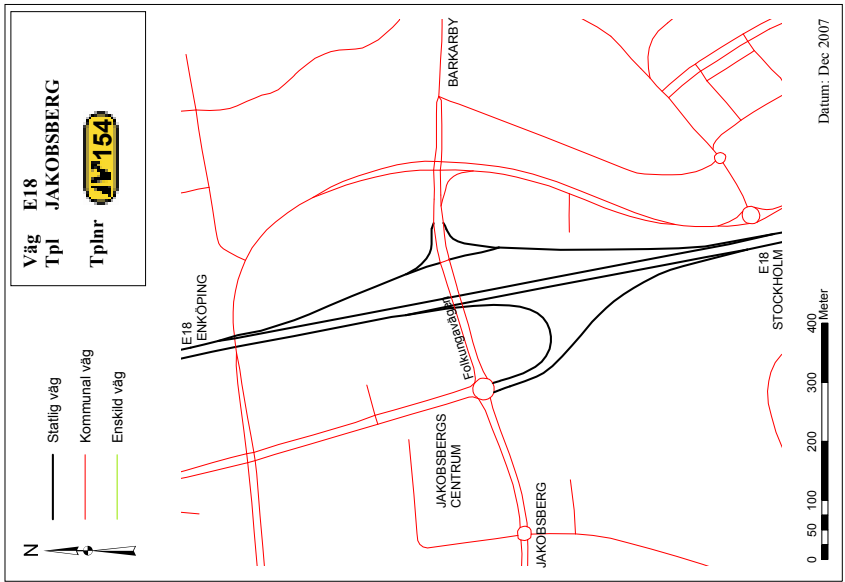 Väg E18
Tpl JAKOBSBERG
Tplnr 154
N
Statlig väg
Kommunal väg
Enskild väg
E18
ENKÖPING
BARKARBY
Folkungavägen
JAKOBSBERGS
CENTRUM
JAKOBSBERG
E18
STOCKHOLM
0 50 100 200 300 400
Meter
Datum: Dec 2007